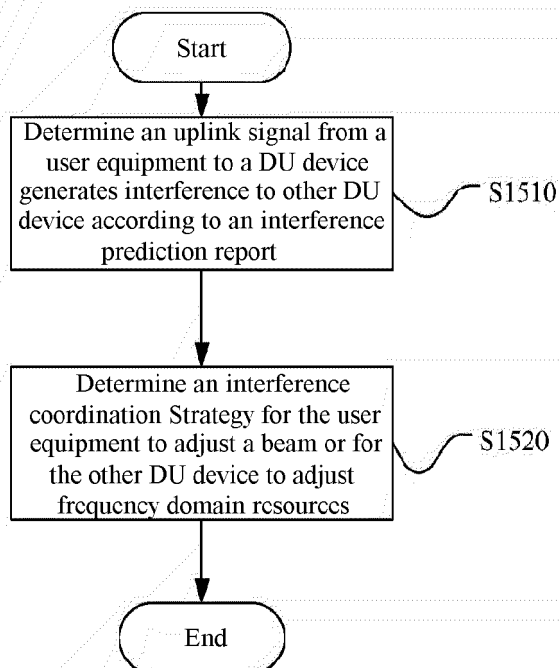 Start
Determine an uplink signal from a
user equipment to a DU device
generates interference to other DU
device according to an interference
prediction report
S1510
Determine an interference
coordination Strategy for the user
equipment to adjust a beam or for
the other DU device to adjust
frequency domain resources
S1520
End